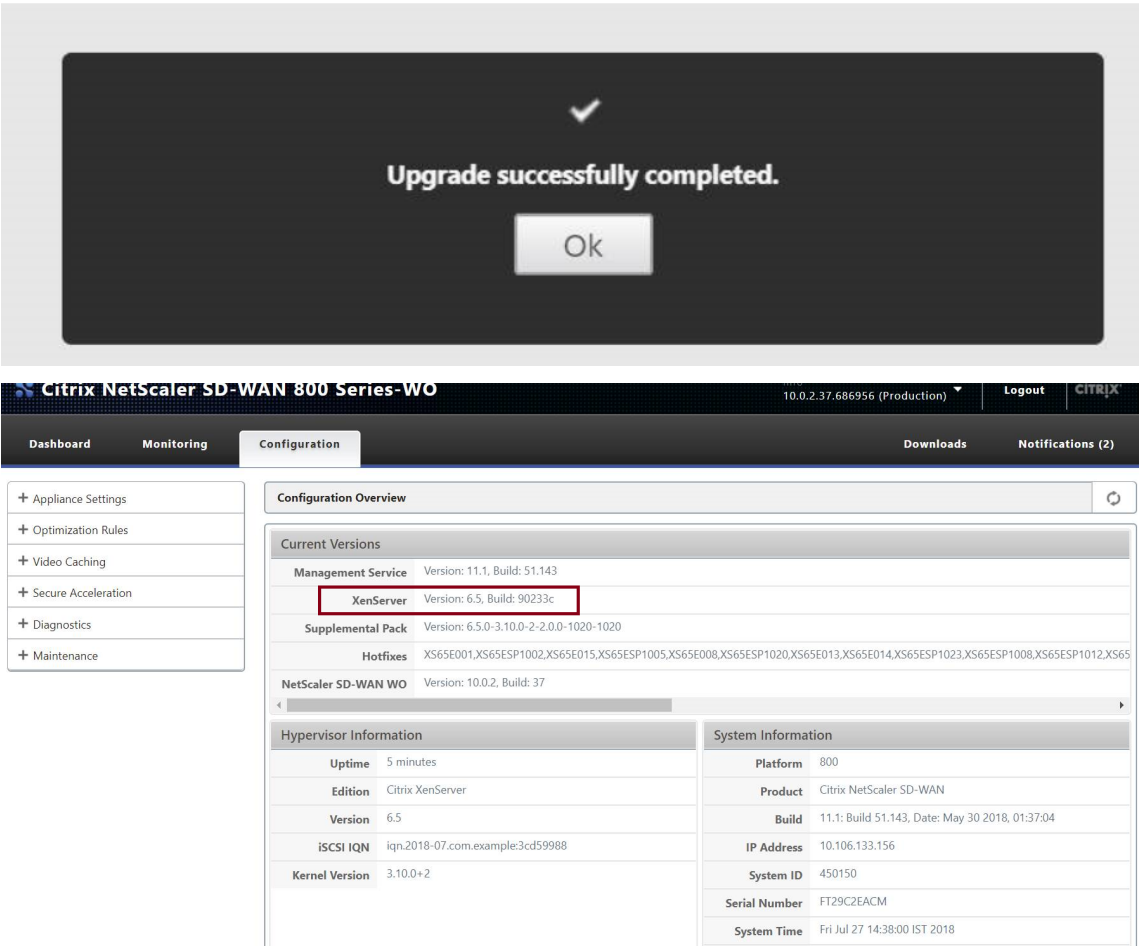 Upgrade successfully completed.
Ok
Citrix NetScaler SD-WAN 800 Series-WO
10.0.2.37.686956 (Production)
Logout
CITRIX
Dashboard
Monitoring
Configuration
Downloads
Notifications (2)
+ Appliance Settings
+ Optimization Rules
+ Video Caching
+ Secure Acceleration
+ Diagnostics
+ Maintenance
Configuration Overview
Current Versions
Management Service Version: 11.1, Build: 51.143
XenServer Version: 6.5, Build: 90233c
Supplemental Pack Version: 6.5.0-3.10.0-2-2.0.0-1020-1020
Hotfixes XS65E001,XS65ESP1002,XS65E015,XS65ESP1005,XS65E008,XS65ESP1020,XS65E013,XS65E014,XS65ESP1023,XS65ESP1008,XS65ESP1012,XS65
NetScaler SD-WAN WO Version: 10.0.2, Build: 37
Hypervisor Information
Uptime 5 minutes
Edition Citrix XenServer
Version 6.5
iSCSI IQN iqn.2018-07.com.example:3cd59988
Kernel Version 3.10.0+2
System Information
Platform 800
Product Citrix NetScaler SD-WAN
Build 11.1: Build 51.143, Date: May 30 2018, 01:37:04
IP Address 10.106.133.156
System ID 450150
Serial Number FT29C2EACM
System Time Fri Jul 27 14:38:00 IST 2018